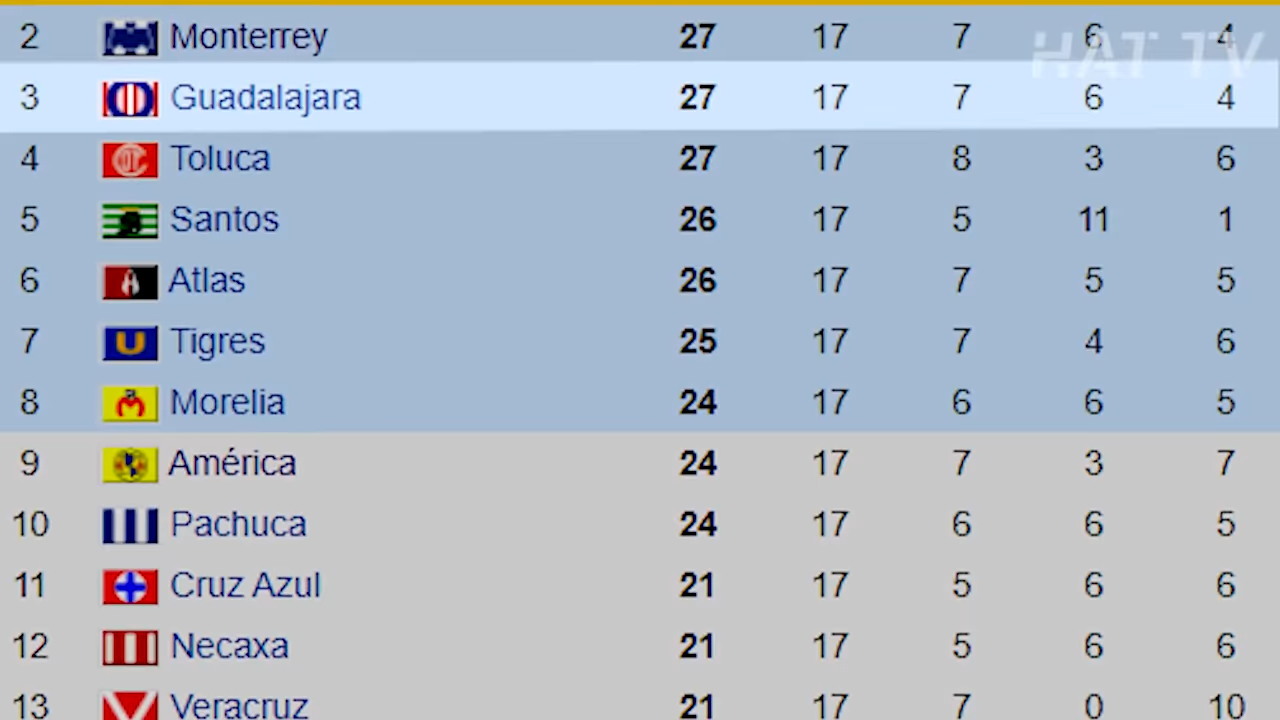 2 Monterrey 27 17 7 6 4
HAT TV
3 Guadalajara 27 17 7 6 4
4 Toluca 27 17 8 3 6
5 Santos 26 17 5 11 1
6 Atlas 26 17 7 5 5
7 Tigres 25 17 7 4 6
8 Morelia 24 17 6 6 5
9 América 24 17 7 3 7
10 Pachuca 24 17 6 6 5
11 Cruz Azul 21 17 5 6 6
12 Necaxa 21 17 5 6 6
13 Veracruz 21 17 7 0 10